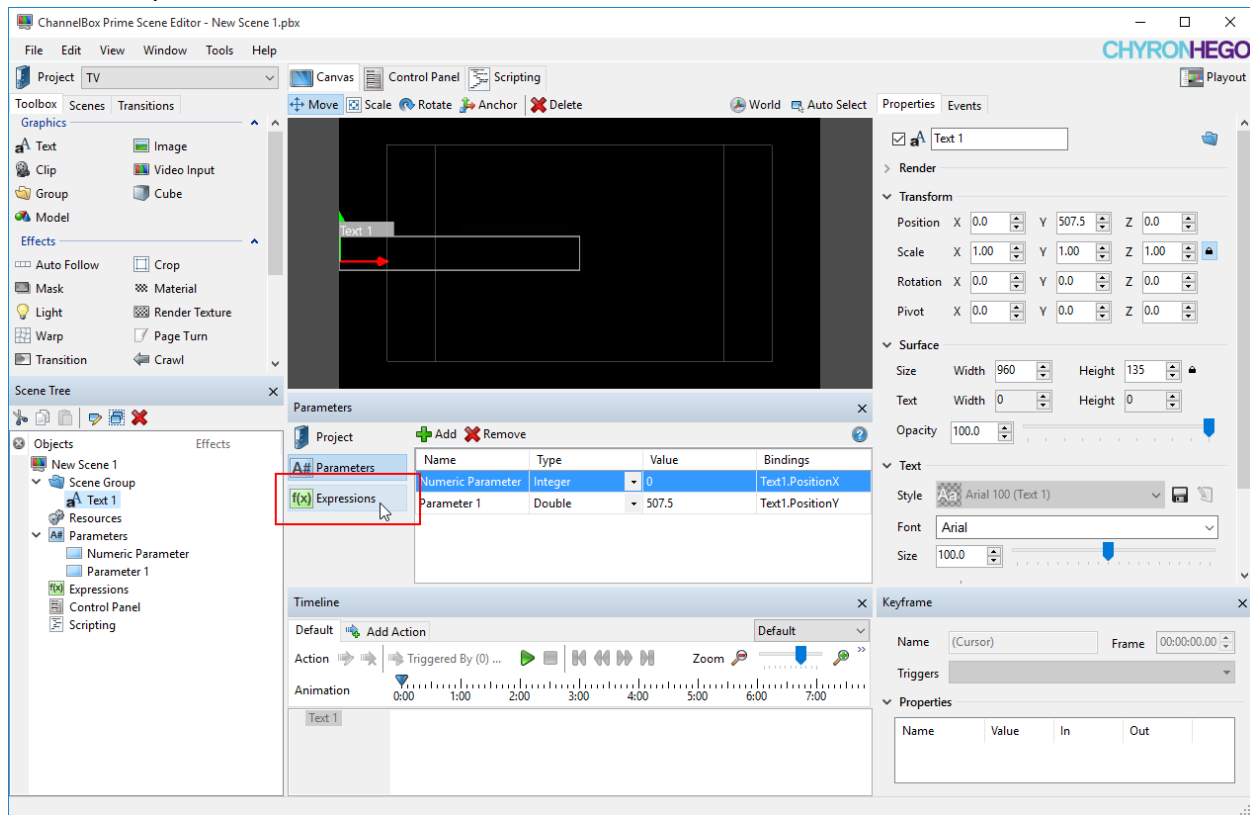 ChannelBox Prime Scene Editor - New Scene 1.pbx
File Edit View Window Tools Help
CHYRONHEGO
Project TV
Canvas Control Panel Scripting
Playout
Toolbox Scenes Transitions
Move Scale Rotate Anchor Delete World Auto Select
Properties Events
Graphics
Text Image
Clip Video Input
Group Cube
Model
Effects
Auto Follow Crop
Mask Material
Light Render Texture
Warp Page Turn
Transition Crawl
Text 1
Text 1
Render
Transform
Position X 0.0 Y 507.5 Z 0.0
Scale X 1.00 Y 1.00 Z 1.00
Rotation X 0.0 Y 0.0 Z 0.0
Pivot X 0.0 Y 0.0 Z 0.0
Surface
Size Width 960 Height 135
Text Width 0 Height 0
Opacity 100.0
Text
Style Aa Arial 100 (Text 1)
Font Arial
Size 100.0
Scene Tree
Objects Effects
New Scene 1
Scene Group
Text 1
Resources
Parameters
Numeric Parameter
Parameter 1
Expressions
Control Panel
Scripting
Parameters
Project
Add Remove
A# Parameters
f(x) Expressions
Name Type Value Bindings
Numeric Parameter Integer 0 Text1.PositionX
Parameter 1 Double 507.5 Text1.PositionY
Timeline
Default Add Action Default
Action Triggered By (0) ... Zoom
Animation 0:00 1:00 2:00 3:00 4:00 5:00 6:00 7:00
Text 1
Keyframe
Name (Cursor) Frame 00:00:00.00
Triggers
Properties
Name Value In Out